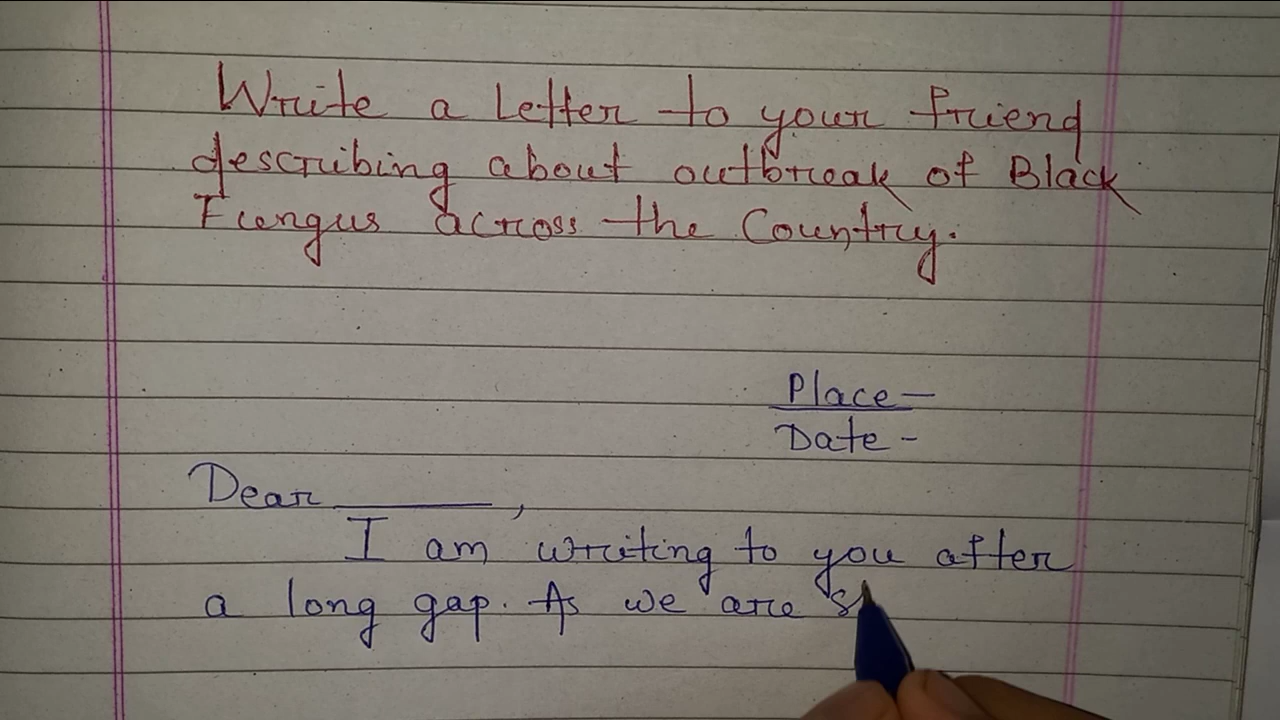 Write a letter to your friend
describing about outbreak of Black
Fungus across the Country.
Place-
Date-
Dear ________,
I am writing to you after
a long gap. As we are s